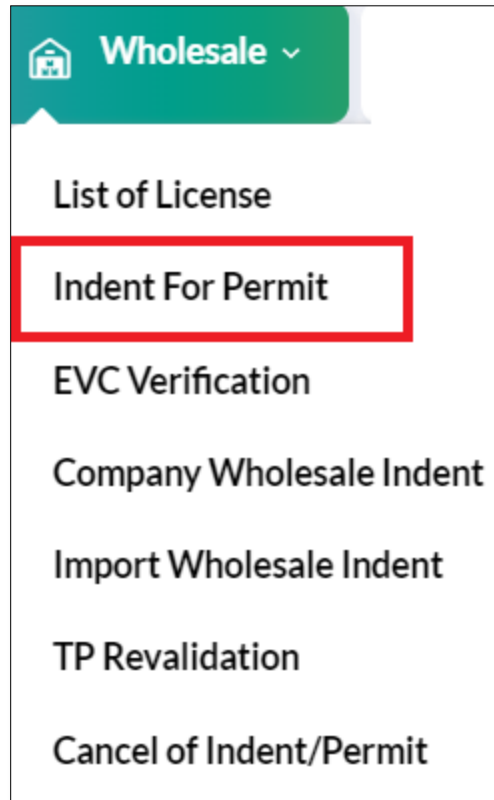 Wholesale
List of License
Indent For Permit
EVC Verification
Company Wholesale Indent
Import Wholesale Indent
TP Revalidation
Cancel of Indent/Permit